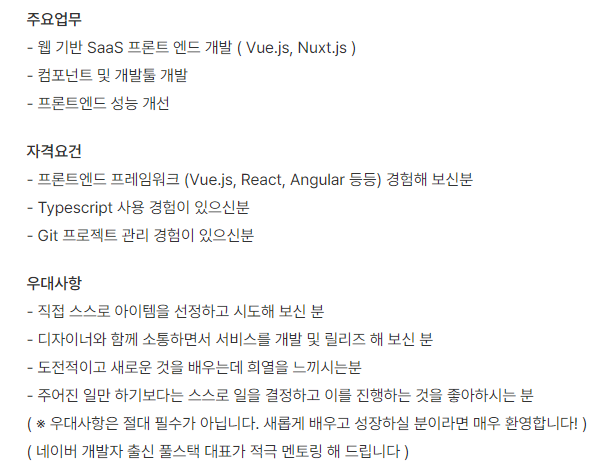 주요업무
- 웹 기반 SaaS 프론트 엔드 개발 ( Vue.js, Nuxt.js )
- 컴포넌트 및 개발툴 개발
- 프론트엔드 성능 개선
자격요건
- 프론트엔드 프레임워크 (Vue.js, React, Angular 등등) 경험해 보신분
- Typescript 사용 경험이 있으신분
- Git 프로젝트 관리 경험이 있으신분
우대사항
- 직접 스스로 아이템을 선정하고 시도해 보신 분
- 디자이너와 함께 소통하면서 서비스를 개발 및 릴리즈 해 보신 분
- 도전적이고 새로운 것을 배우는데 희열을 느끼시는분
- 주어진 일만 하기보다는 스스로 일을 결정하고 이를 진행하는 것을 좋아하시는 분
( ※ 우대사항은 절대 필수가 아닙니다. 새롭게 배우고 성장하실 분이라면 매우 환영합니다! )
( 네이버 개발자 출신 풀스택 대표가 적극 멘토링 해 드립니다 )